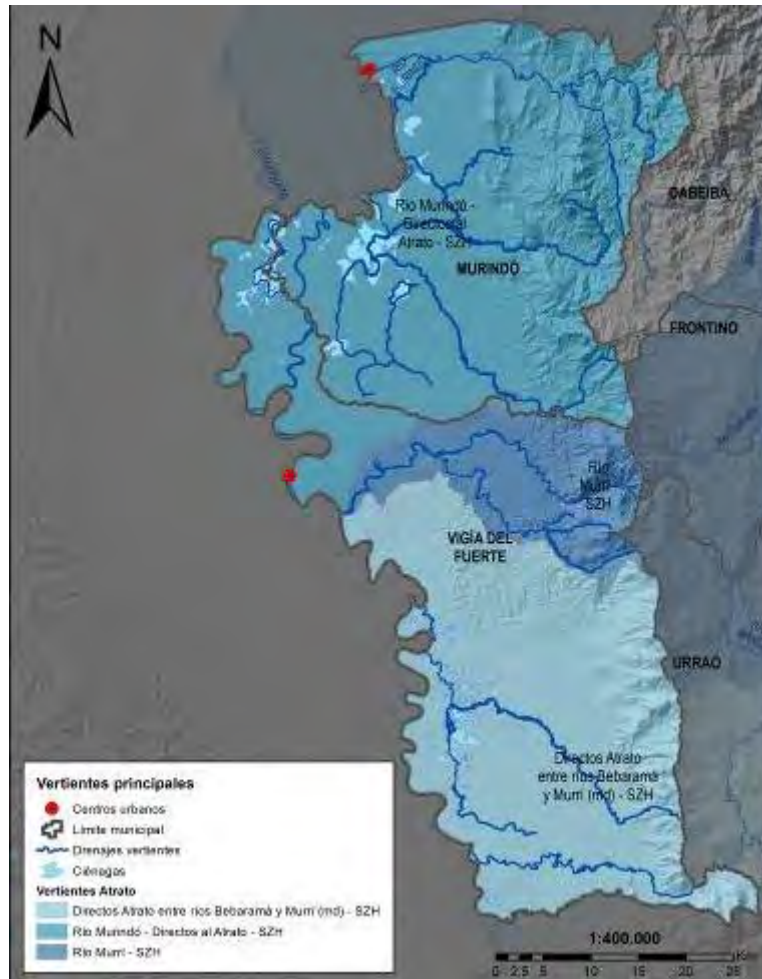 N
DABEIBA
Río Murindó -
Directos al
Atrato - SZH
MURINDÓ
FRONTINO
Río
Murrí
SZH
VIGÍA DEL
FUERTE
URRAO
Directos Atrato
entre ríos Bebaramá
y Murrí (md) - SZH
Vertientes principales
Centros urbanos
Límite municipal
Drenajes vertientes
Ciénagas
Vertientes Atrato
Directos Atrato entre ríos Bebaramá y Murrí (md) - SZH
Río Murindó - Directos al Atrato - SZH
Río Murrí - SZH
1:400.000
0 2.5 5 10 15 20 25